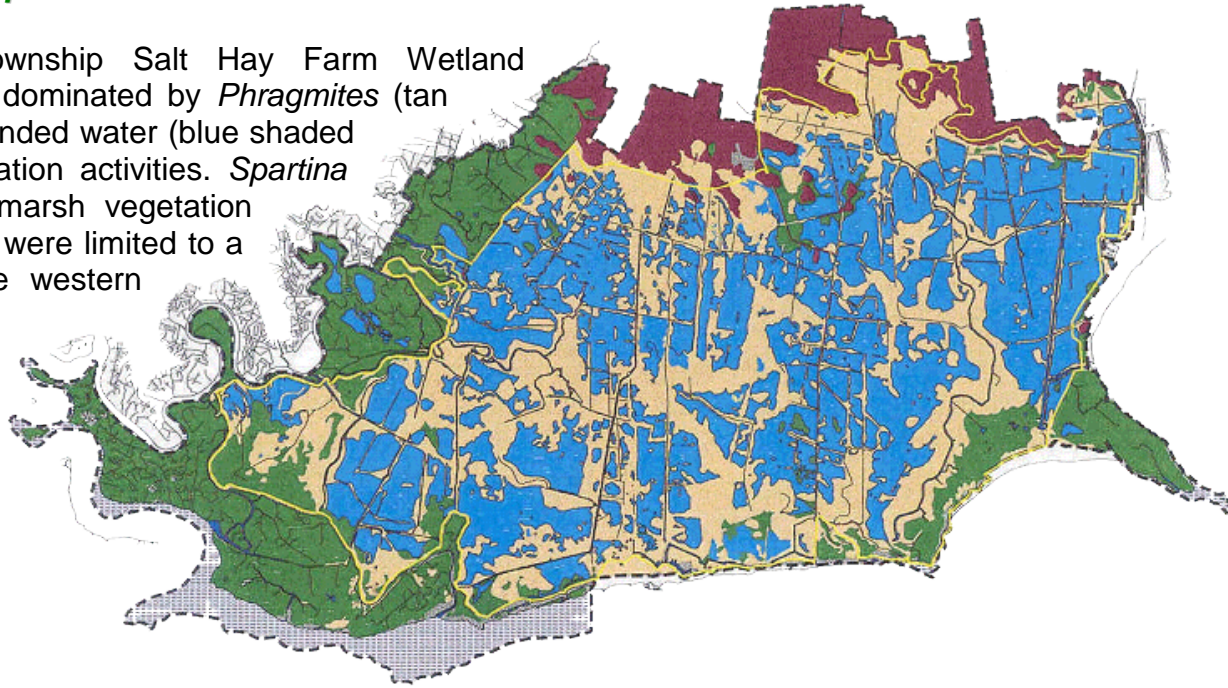 ownship Salt Hay Farm Wetland
dominated by Phragmites (tan
nded water (blue shaded
ation activities. Spartina
marsh vegetation
were limited to a
e western